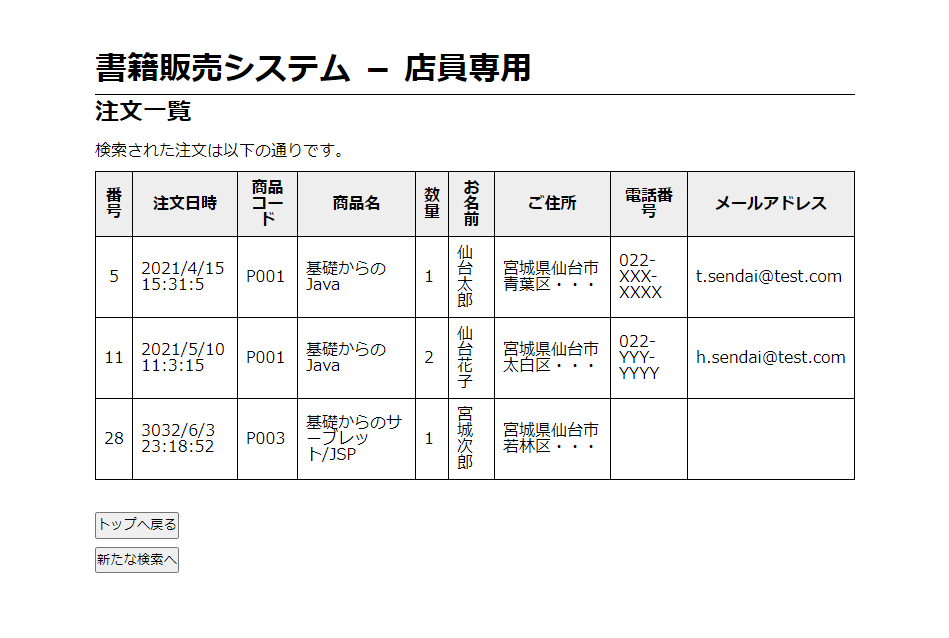 書籍販売システム − 店員専用
注文一覧
検索された注文は以下の通りです。
番号 注文日時 商品コード 商品名 数量 お名前 ご住所 電話番号 メールアドレス
5 2021/4/15 15:31:5 P001 基礎からのJava 1 仙台太郎 宮城県仙台市青葉区・・・ 022-XXX-XXXX t.sendai@test.com
11 2021/5/10 11:3:15 P001 基礎からのJava 2 仙台花子 宮城県仙台市太白区・・・ 022-YYY-YYYY h.sendai@test.com
28 3032/6/3 23:18:52 P003 基礎からのサーブレット/JSP 1 宮城次郎 宮城県仙台市若林区・・・
トップへ戻る
新たな検索へ